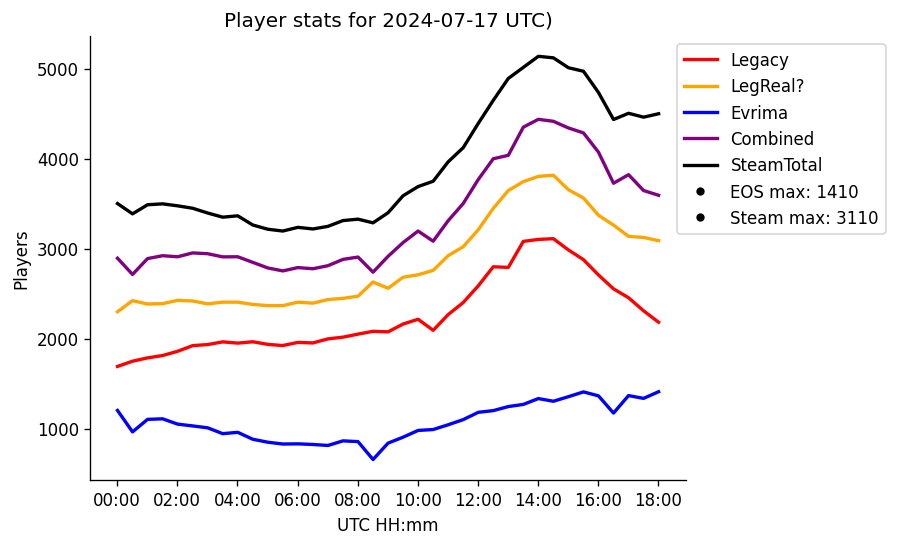 Player stats for 2024-07-17 UTC)
Players
5000
4000
3000
2000
1000
00:00 02:00 04:00 06:00 08:00 10:00 12:00 14:00 16:00 18:00
UTC HH:mm
Legacy
LegReal?
Evrima
Combined
SteamTotal
EOS max: 1410
Steam max: 3110